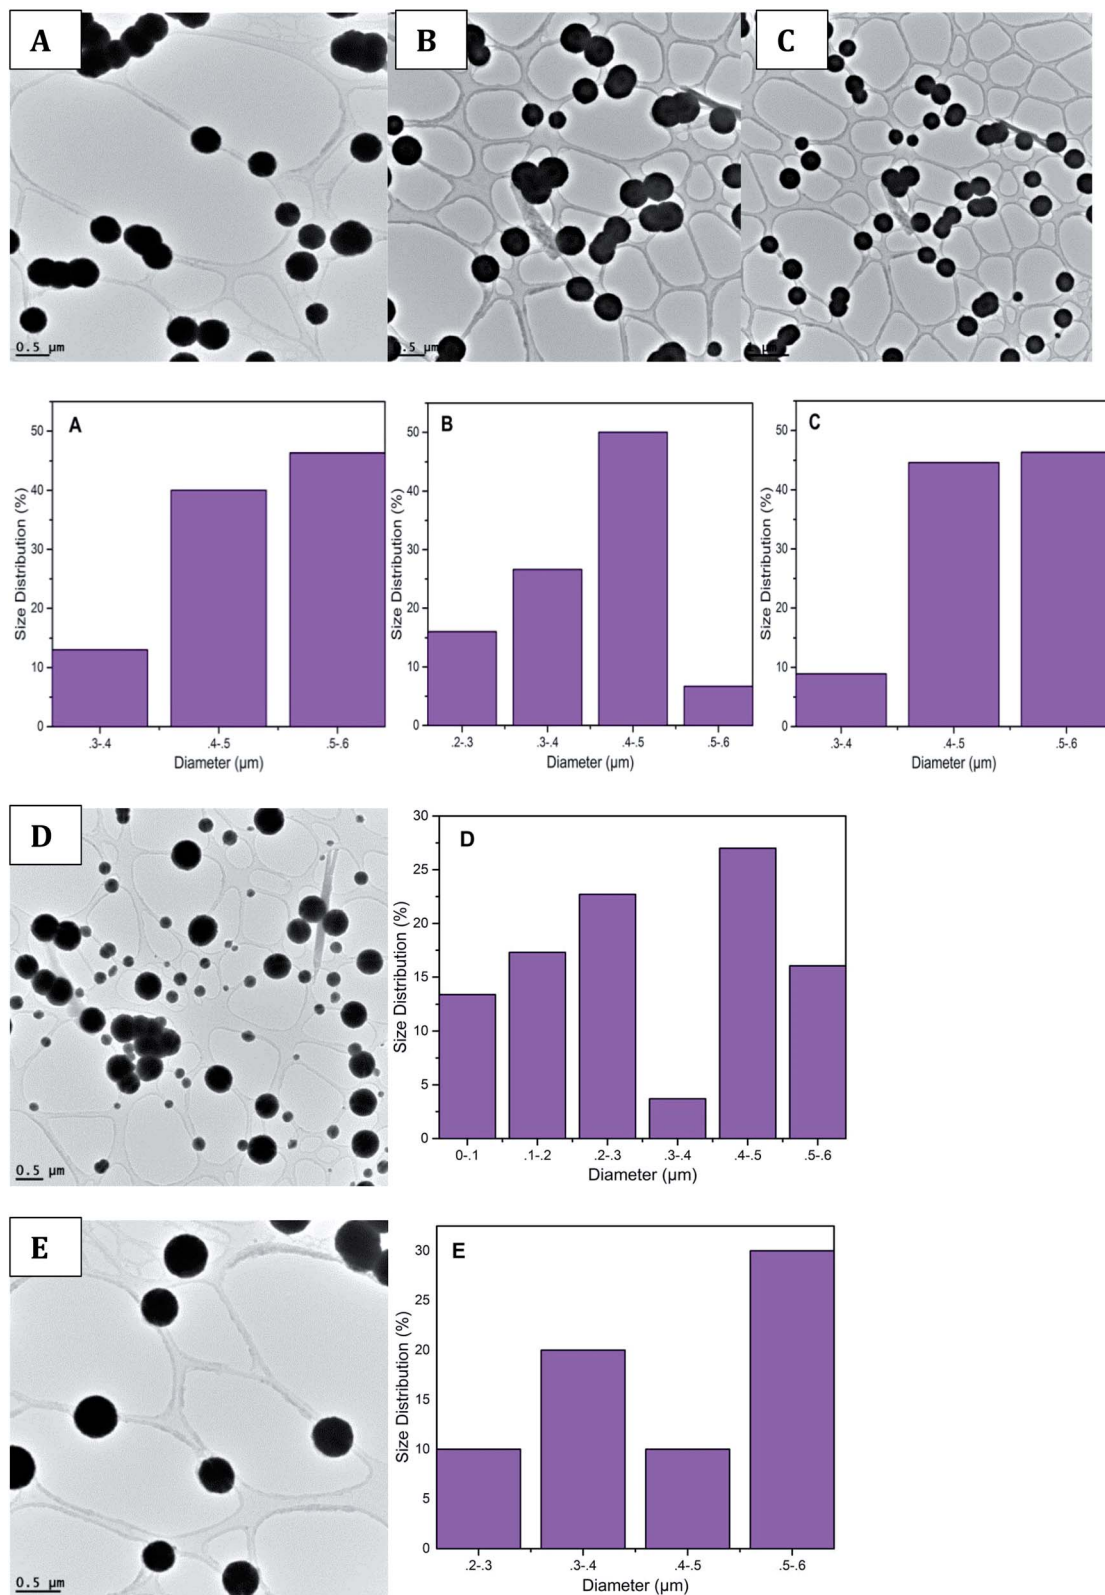 A
B
C
0.5 µm
0.5 µm
1 µm
A
Size Distribution (%)
50
40
30
20
10
0
.3-.4
.4-.5
.5-.6
Diameter (µm)
B
Size Distribution (%)
50
40
30
20
10
0
.2-.3
.3-.4
.4-.5
.5-.6
Diameter (µm)
C
Size Distribution (%)
50
40
30
20
10
0
.3-.4
.4-.5
.5-.6
Diameter (µm)
D
0.5 µm
D
Size Distribution (%)
30
25
20
15
10
5
0
0-.1
.1-.2
.2-.3
.3-.4
.4-.5
.5-.6
Diameter (µm)
E
0.5 µm
E
Size Distribution (%)
30
25
20
15
10
5
0
.2-.3
.3-.4
.4-.5
.5-.6
Diameter (µm)